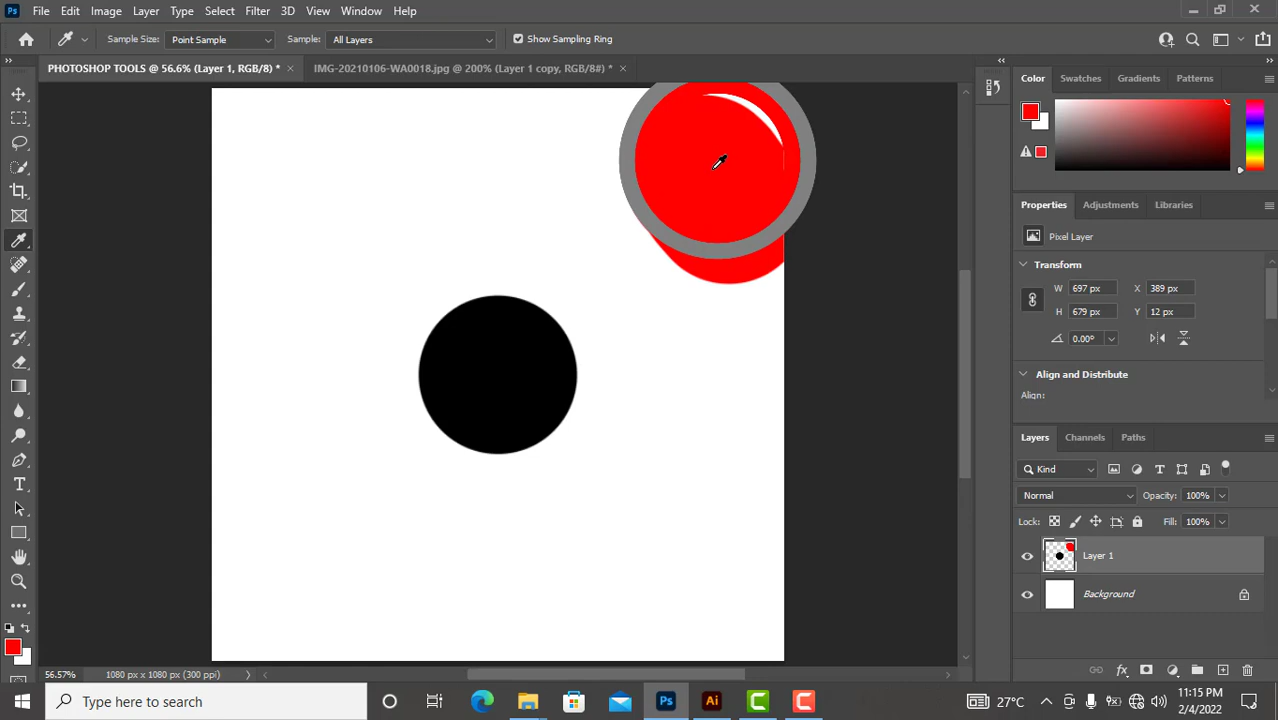 Ps File Edit Image Layer Type Select Filter 3D View Window Help
Sample Size: Point Sample Sample: All Layers Show Sampling Ring
PHOTOSHOP TOOLS @ 56.6% (Layer 1, RGB/8) * × IMG-20210106-WA0018.jpg @ 200% (Layer 1 copy, RGB/8#) * ×
Color Swatches Gradients Patterns
Properties Adjustments Libraries
Pixel Layer
Transform
W 697 px X 389 px
H 679 px Y 12 px
0.00°
Align and Distribute
Align:
Layers Channels Paths
Kind
Normal Opacity: 100%
Lock: Fill: 100%
Layer 1
Background
56.57% 1080 px x 1080 px (300 ppi)
Type here to search
Ps
Ai
27°C
11:15 PM
2/4/2022